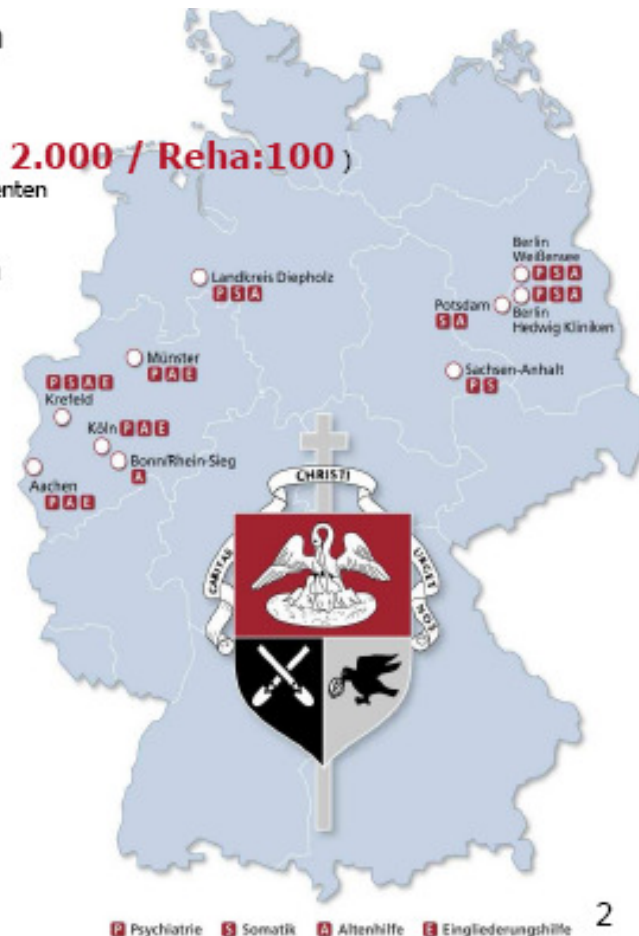 2.000 / Reha:100 )
enten
Berlin
Weißensee
P S A
Landkreis Diepholz
P S A
P S A
Potsdam
S A
Berlin
Hedwig Kliniken
Münster
P A E
Sachsen-Anhalt
P S
P S A E
Krefeld
Köln P A E
Bonn/Rhein-Sieg
A
Aachen
P A E
CHRISTI
CARITAS
URGET
NOS
P Psychiatrie S Somatik A Altenhilfe E Eingliederungshilfe
2